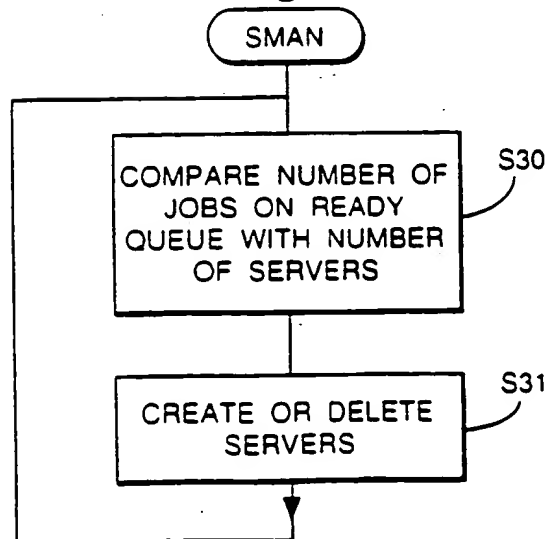 SMAN
COMPARE NUMBER OF
JOBS ON READY
QUEUE WITH NUMBER
OF SERVERS
S30
CREATE OR DELETE
SERVERS
S31